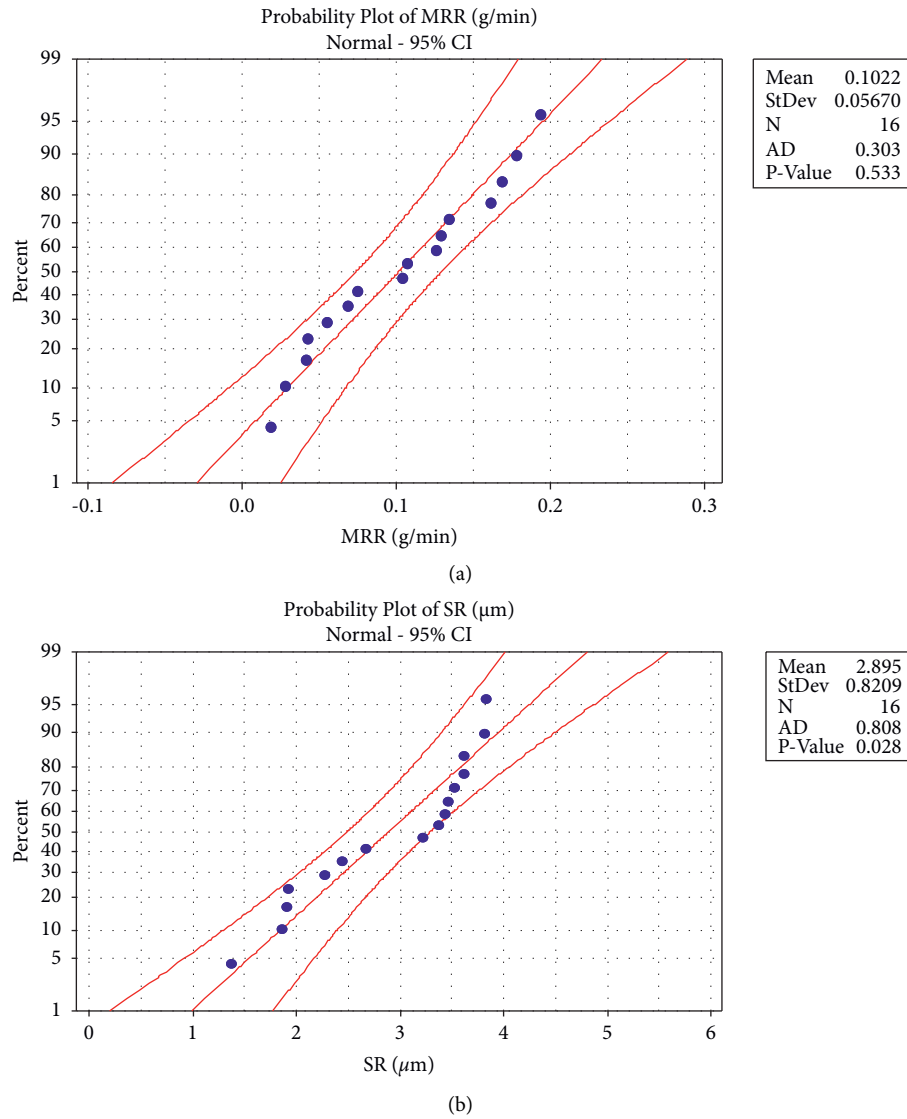 Probability Plot of MRR (g/min)
Normal - 95% CI
99
95
90
80
70
60
50
40
30
20
10
5
1
Percent
-0.1 0.0 0.1 0.2 0.3
MRR (g/min)
Mean 0.1022
StDev 0.05670
N 16
AD 0.303
P-Value 0.533
(a)
Probability Plot of SR (µm)
Normal - 95% CI
99
95
90
80
70
60
50
40
30
20
10
5
1
Percent
0 1 2 3 4 5 6
SR (µm)
Mean 2.895
StDev 0.8209
N 16
AD 0.808
P-Value 0.028
(b)